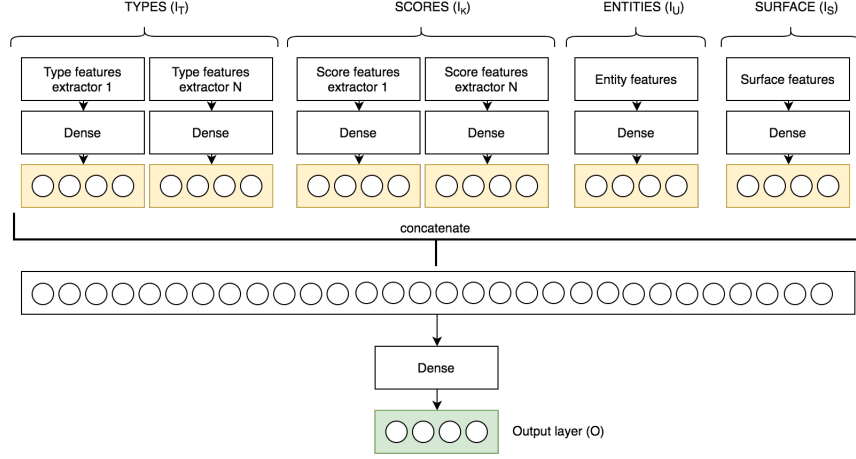 TYPES (I_T)
SCORES (I_K)
ENTITIES (I_U)
SURFACE (I_S)
Type features
extractor 1
Type features
extractor N
Score features
extractor 1
Score features
extractor N
Entity features
Surface features
Dense
Dense
Dense
Dense
Dense
Dense
concatenate
Dense
Output layer (O)